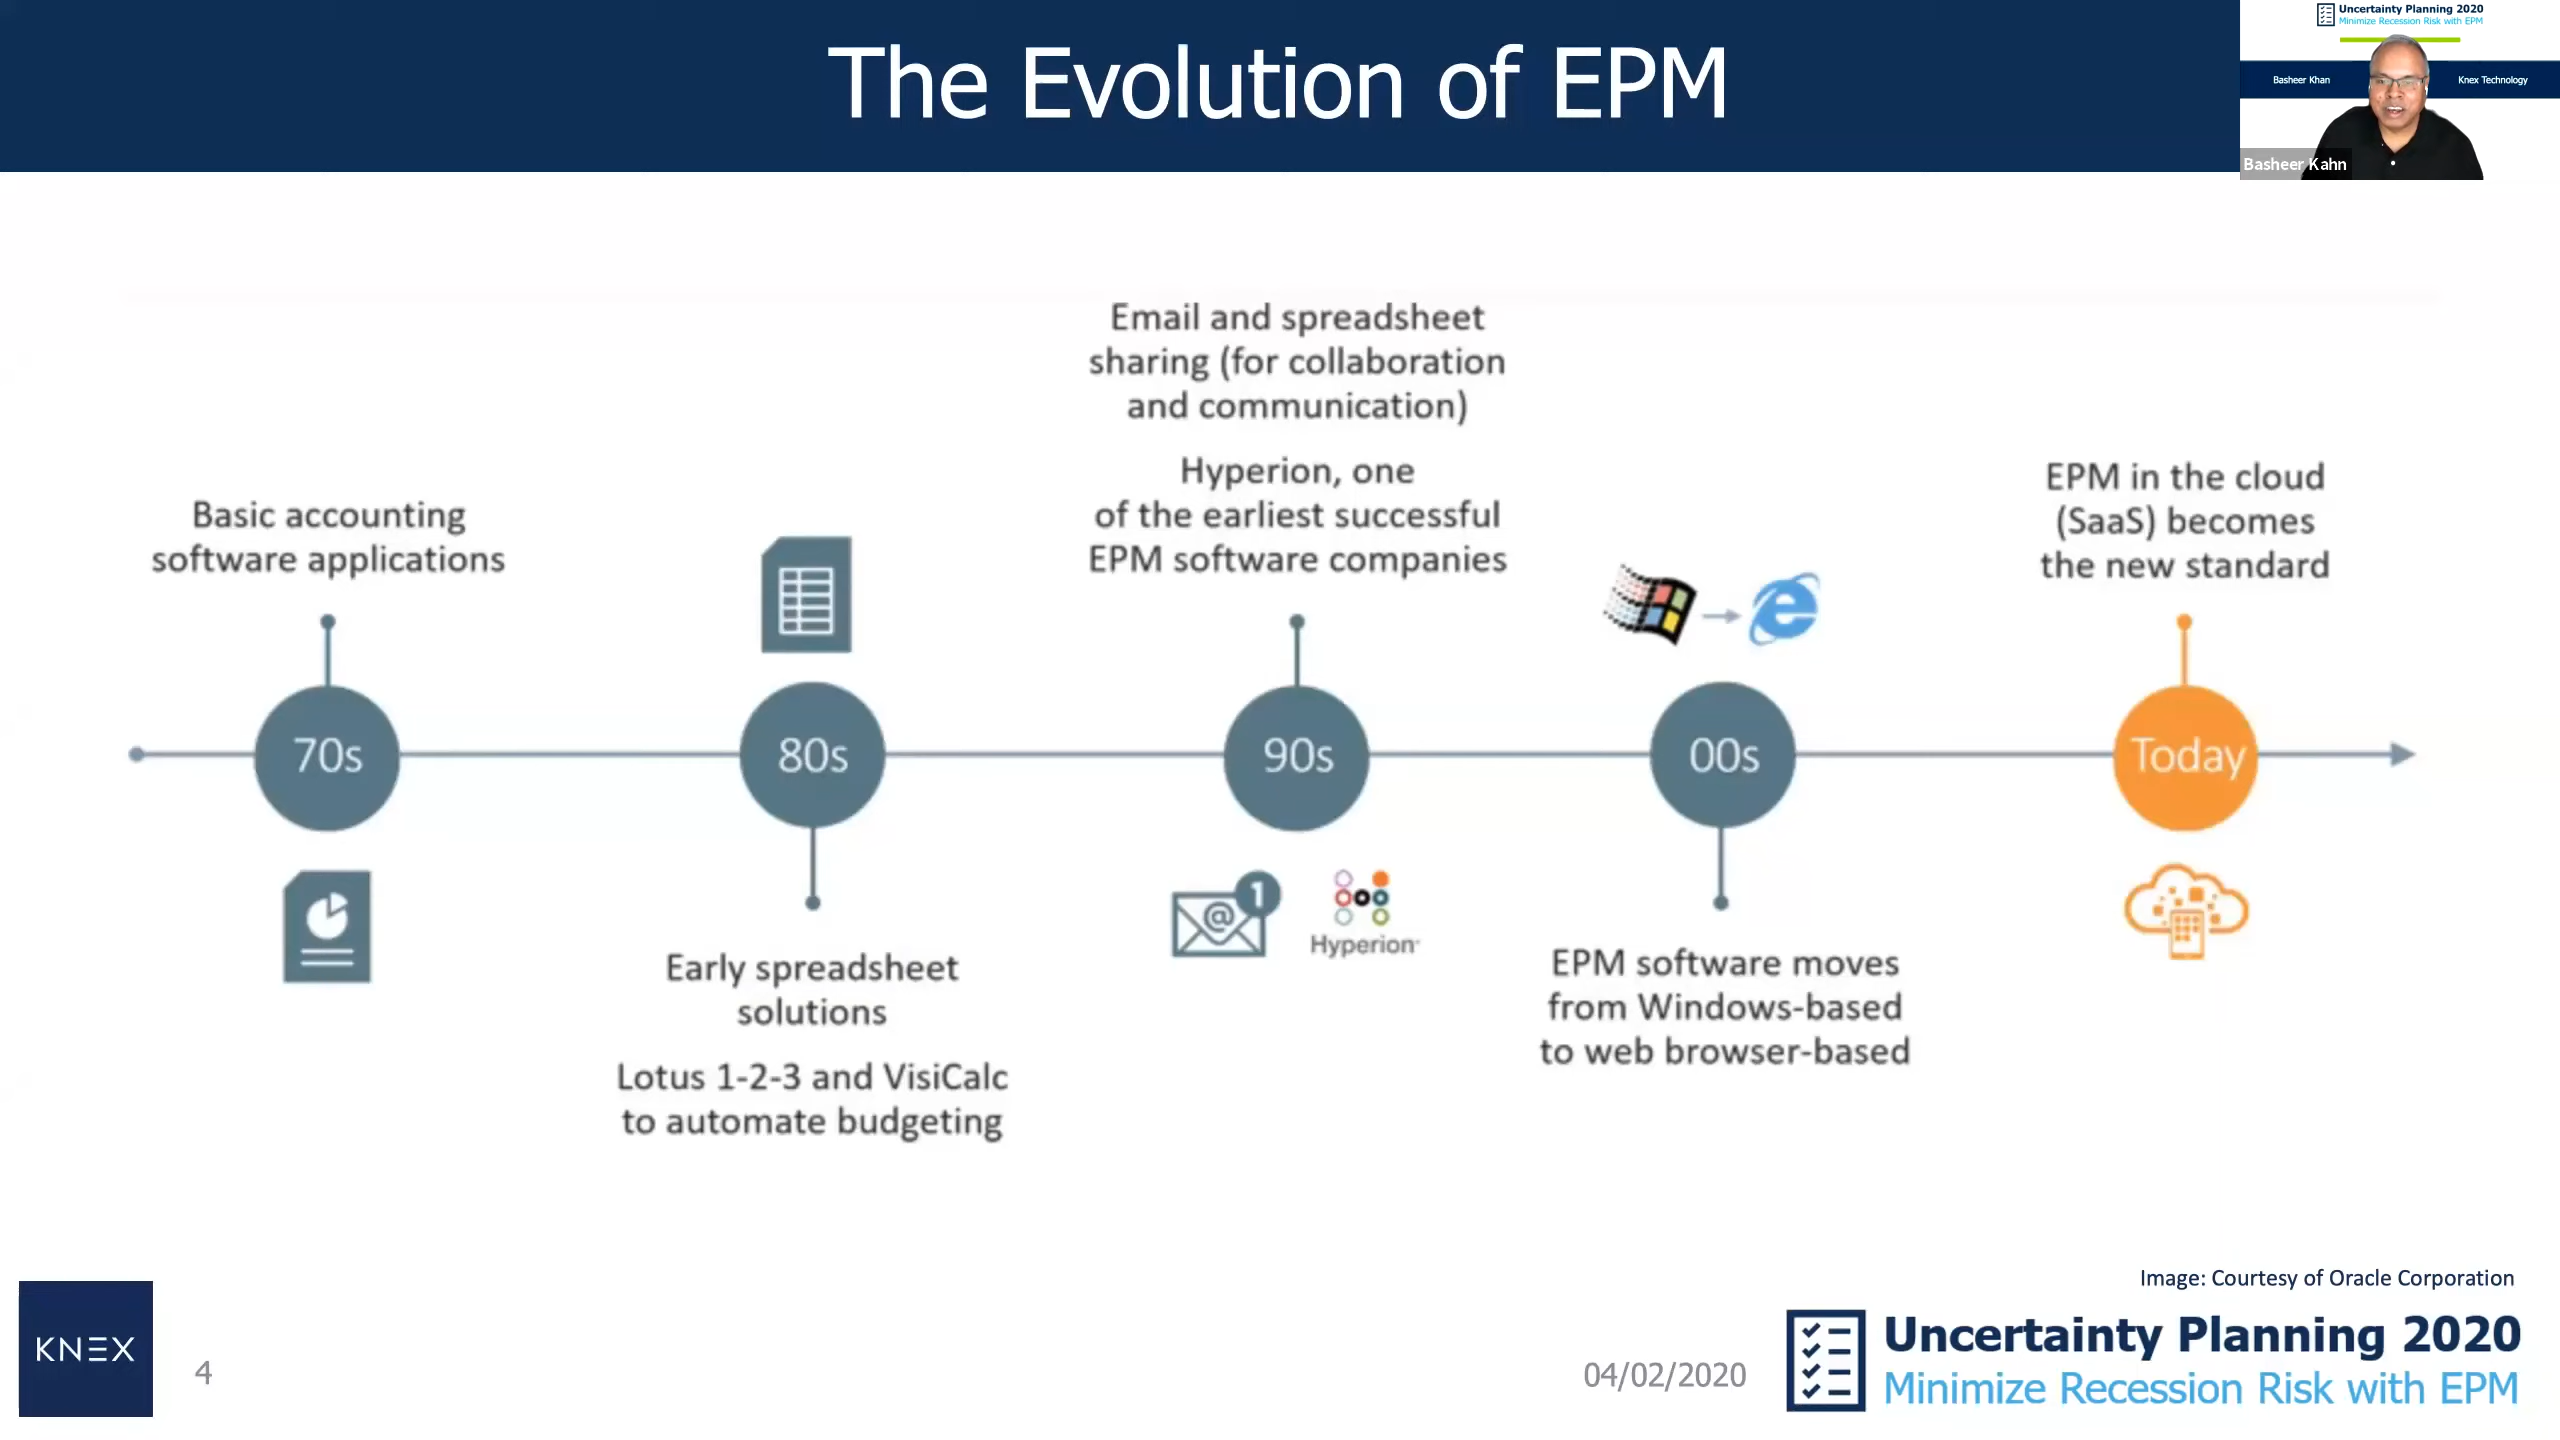 The Evolution of EPM
Uncertainty Planning 2020
Minimize Recession Risk with EPM
Basheer Khan
Knex Technology
Basheer Kahn
Basic accounting
software applications
Email and spreadsheet
sharing (for collaboration
and communication)
Hyperion, one
of the earliest successful
EPM software companies
EPM in the cloud
(SaaS) becomes
the new standard
70s
80s
90s
00s
Today
@
1
Hyperion
Early spreadsheet
solutions
Lotus 1-2-3 and VisiCalc
to automate budgeting
EPM software moves
from Windows-based
to web browser-based
Image: Courtesy of Oracle Corporation
KNEX
4
04/02/2020
Uncertainty Planning 2020
Minimize Recession Risk with EPM